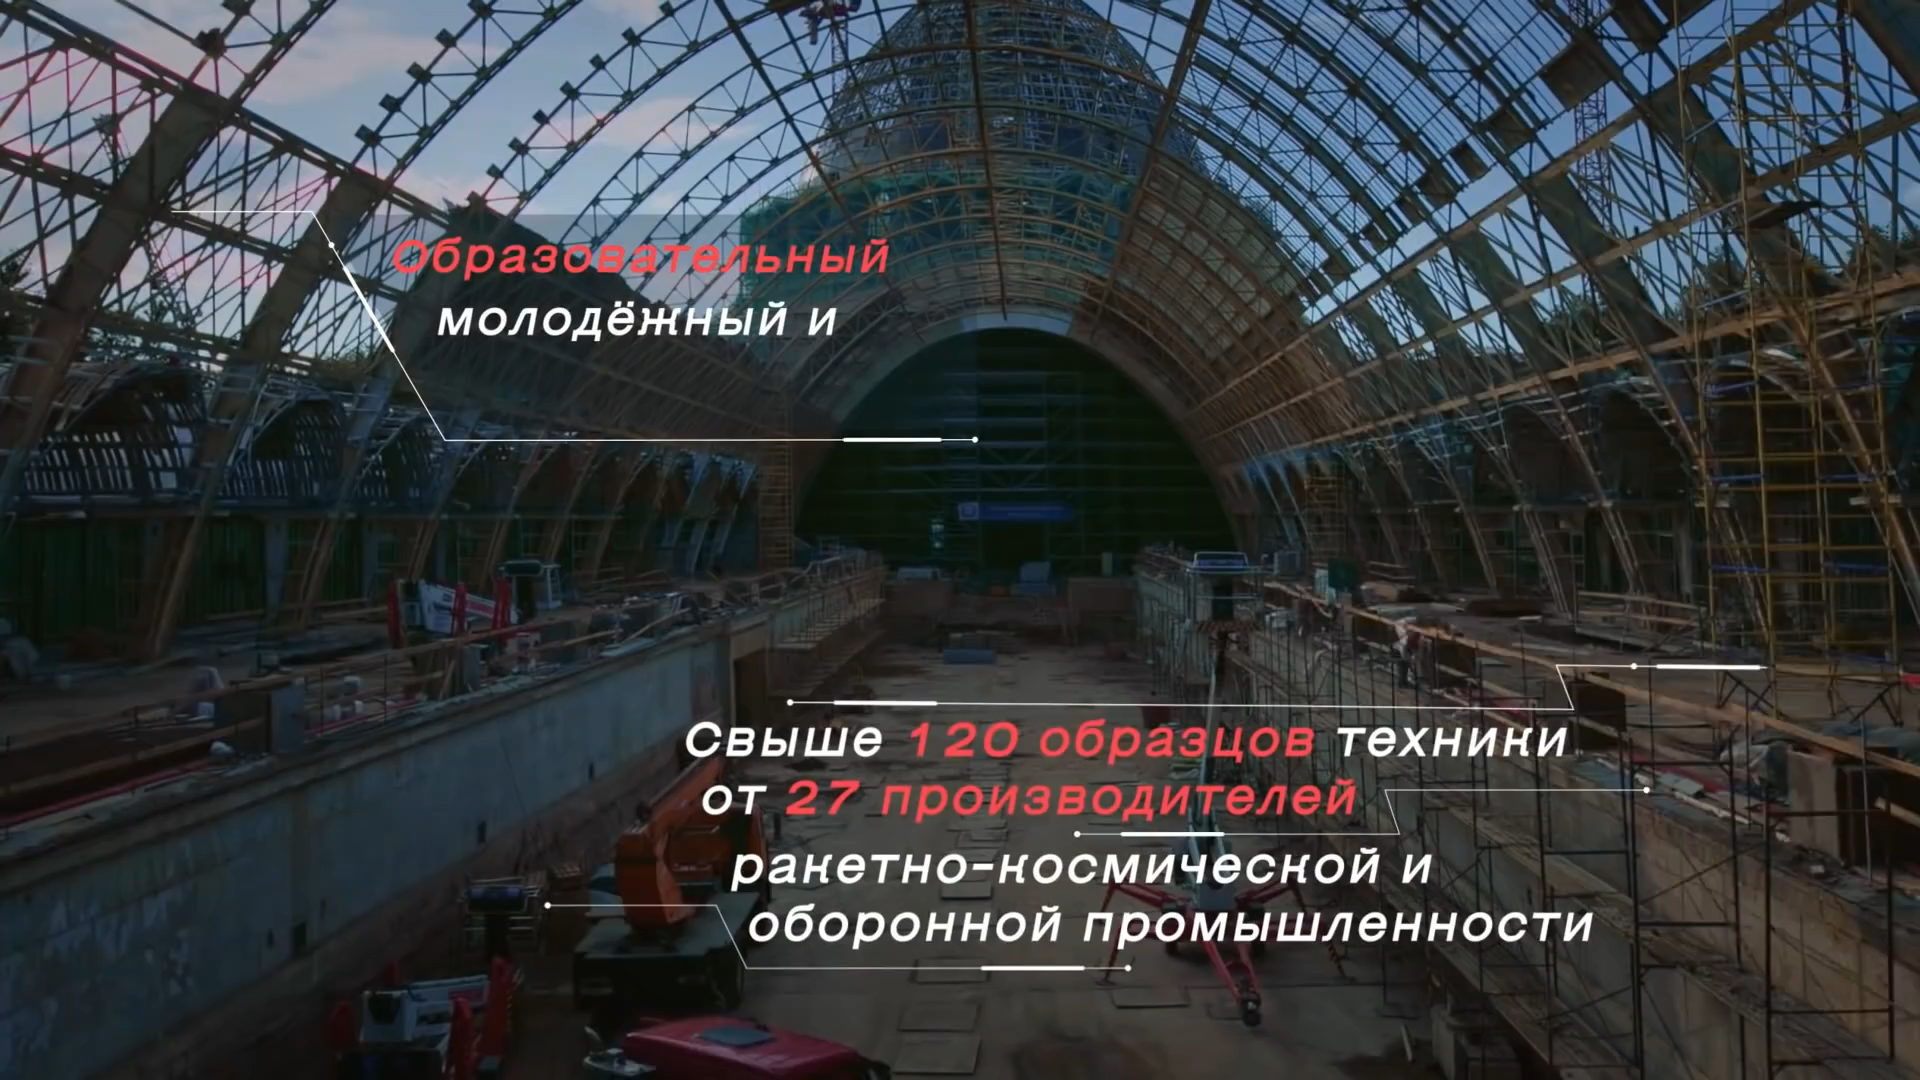 Образовательный
молодёжный и
Свыше 120 образцов техники
от 27 производителей
ракетно-космической и
оборонной промышленности